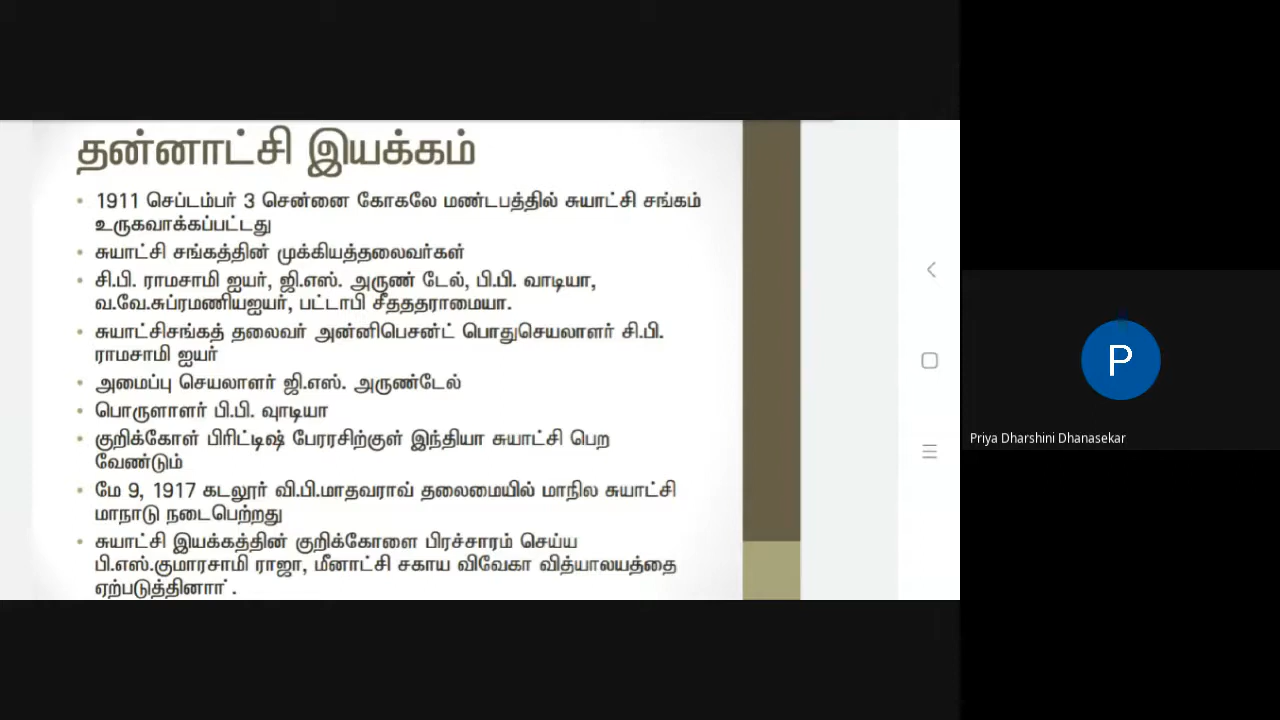 தன்னாட்சி இயக்கம்
• 1911 செப்டம்பர் 3 சென்னை கோகலே மண்டபத்தில் சுயாட்சி சங்கம்
உருகவாக்கப்பட்டது
• சுயாட்சி சங்கத்தின் முக்கியத்தலைவர்கள்
• சி.பி. ராமசாமி ஐயர், ஜி.எஸ். அருண் டேல், பி.பி. வாடியா,
வ.வே.சுப்ரமணியஐயர், பட்டாபி சீதததராமையா.
• சுயாட்சிசங்கத் தலைவர் அன்னிபெசன்ட் பொதுசெயலாளர் சி.பி.
ராமசாமி ஐயர்
• அமைப்பு செயலாளர் ஜி.எஸ். அருண்டேல்
• பொருளாளர் பி.பி. வுாடியா
• குறிக்கோள் பிரிட்டிஷ் பேரரசிற்குள் இந்தியா சுயாட்சி பெற
வேண்டும்
• மே 9, 1917 கடலூர் வி.பி.மாதவராவ் தலைமையில் மாநில சுயாட்சி
மாநாடு நடைபெற்றது
• சுயாட்சி இயக்கத்தின் குறிக்கோளை பிரச்சாரம் செய்ய
பி.எஸ்.குமாரசாமி ராஜா, மீனாட்சி சகாய விவேகா வித்யாலயத்தை
ஏற்படுத்தினார் .
P
Priya Dharshini Dhanasekar